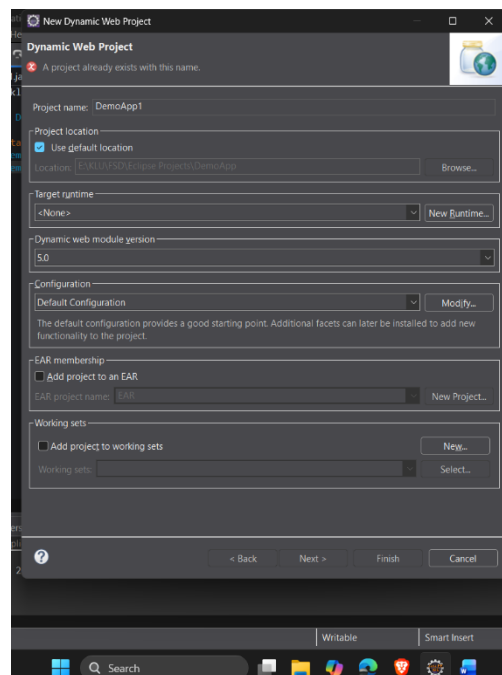 New Dynamic Web Project
Dynamic Web Project
A project already exists with this name.
Project name: DemoApp1
Project location
Use default location
Location: E:\KLU\FSD\Eclipse Projects\DemoApp
Browse...
Target runtime
<None>
New Runtime...
Dynamic web module version
5.0
Configuration
Default Configuration
Modify...
The default configuration provides a good starting point. Additional facets can later be installed to add new
functionality to the project.
EAR membership
Add project to an EAR
EAR project name: EAR
New Project...
Working sets
Add project to working sets
New...
Working sets:
Select...
< Back
Next >
Finish
Cancel
Writable
Smart Insert
Search